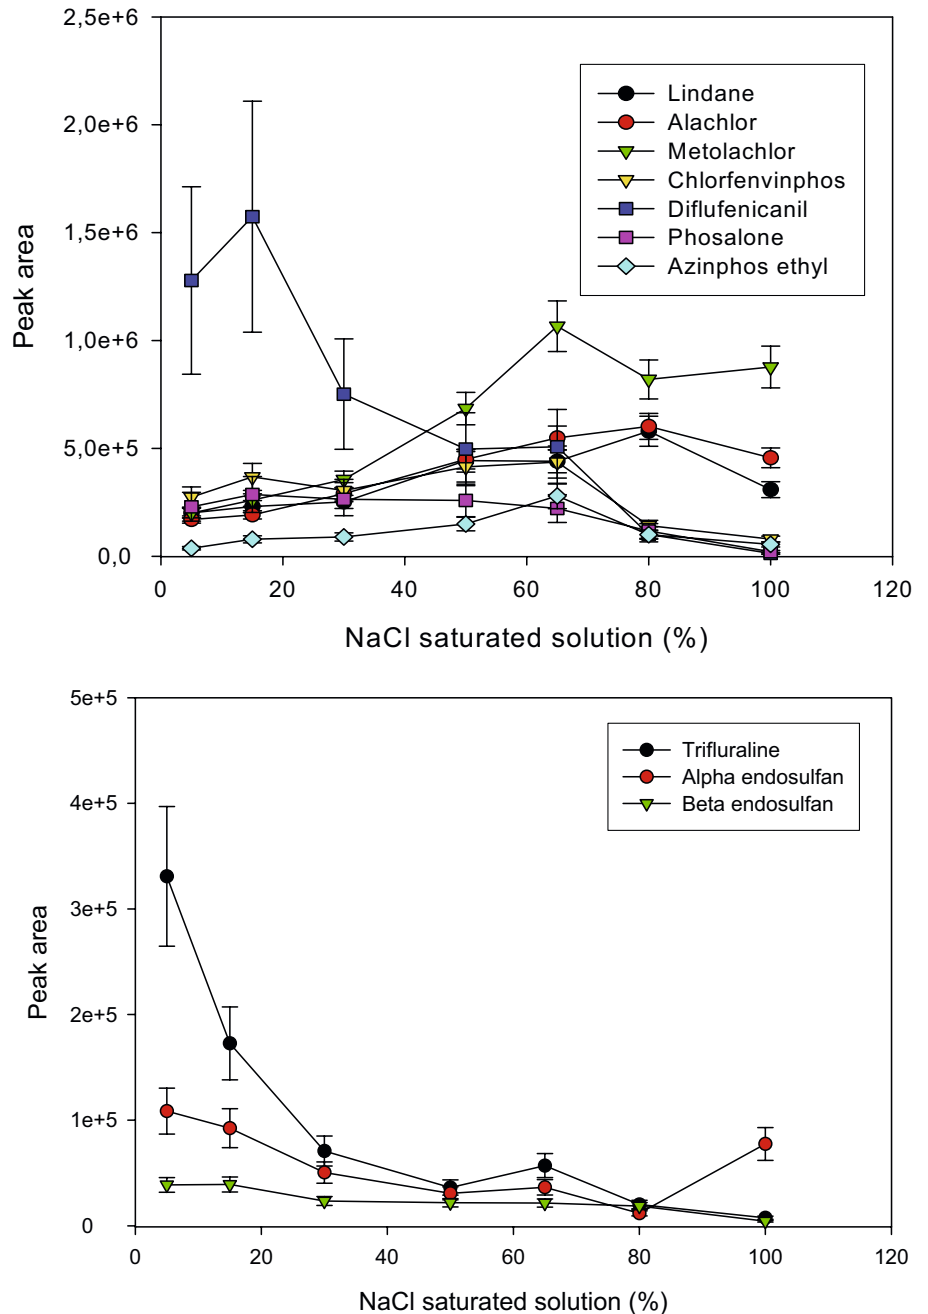 2,5e+6
2,0e+6
1,5e+6
1,0e+6
5,0e+5
0,0
Peak area
Lindane
Alachlor
Metolachlor
Chlorfenvinphos
Diflufenicanil
Phosalone
Azinphos ethyl
0 20 40 60 80 100 120
NaCl saturated solution (%)
5e+5
4e+5
3e+5
2e+5
1e+5
0
Peak area
Trifluraline
Alpha endosulfan
Beta endosulfan
0 20 40 60 80 100 120
NaCl saturated solution (%)